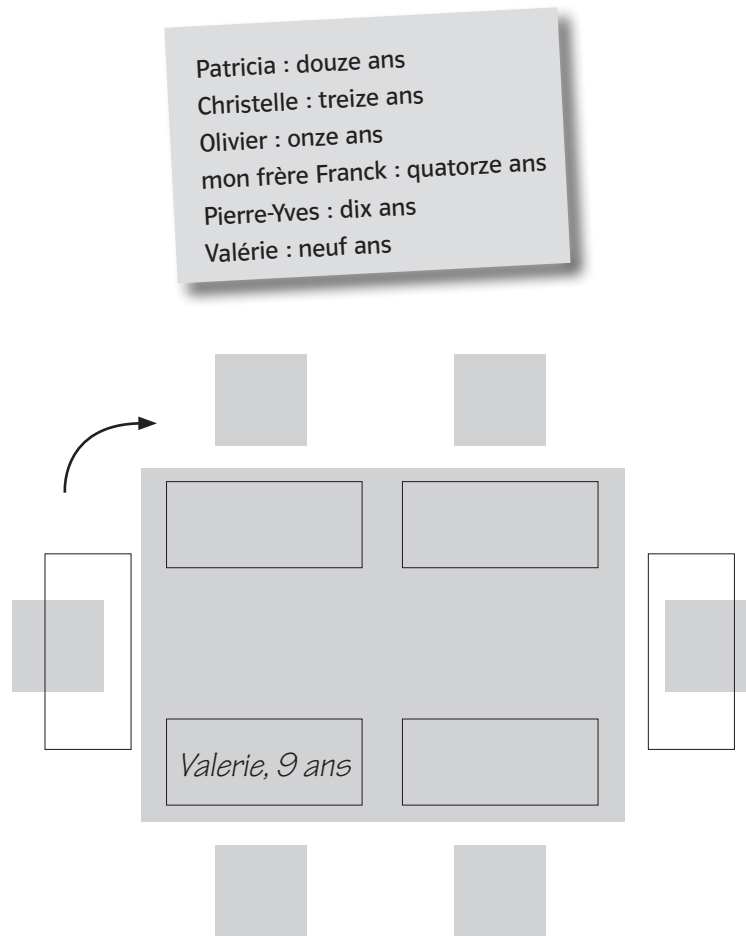 Patricia : douze ans
Christelle : treize ans
Olivier : onze ans
mon frère Franck : quatorze ans
Pierre-Yves : dix ans
Valérie : neuf ans
Valerie, 9 ans